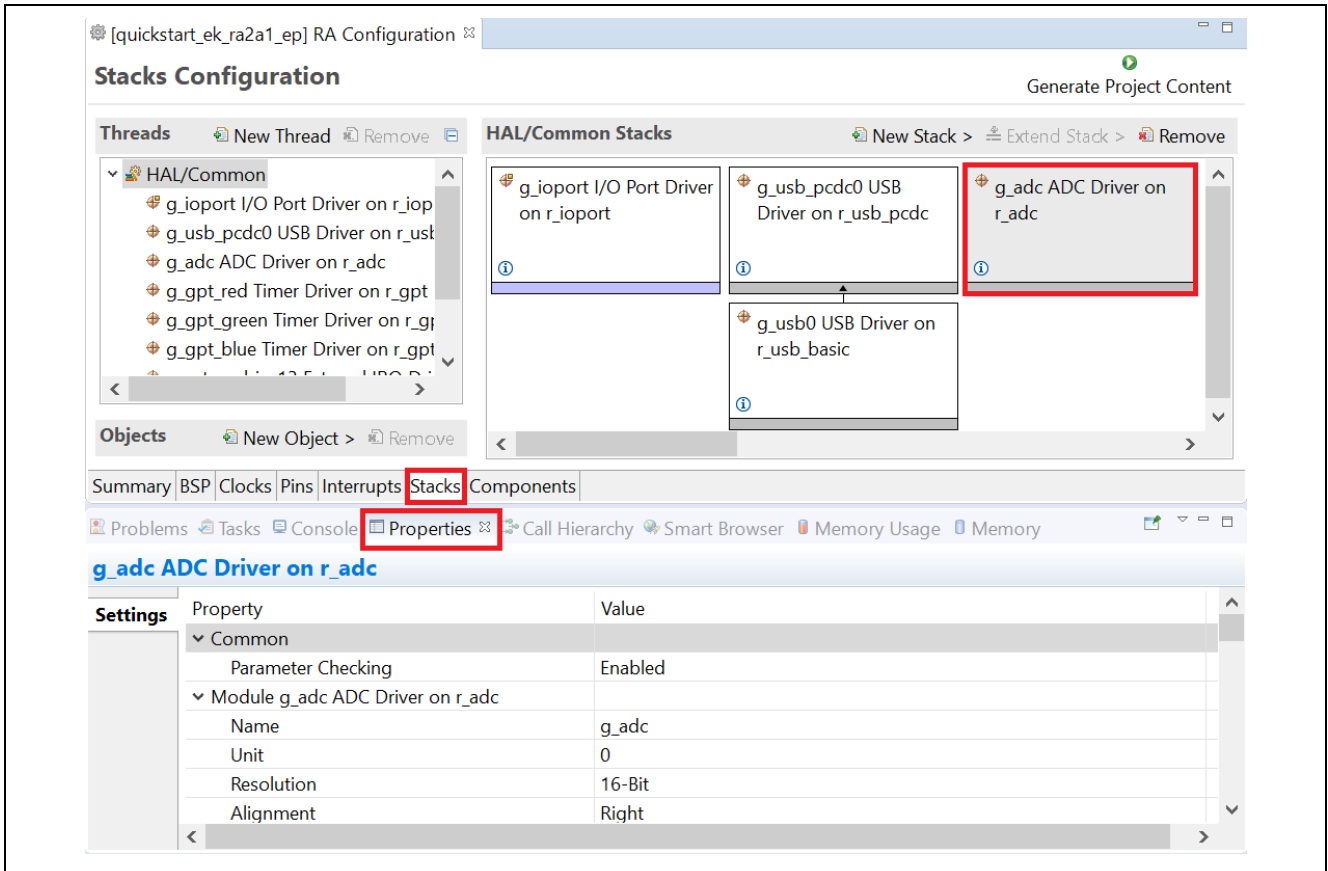 [quickstart_ek_ra2a1_ep] RA Configuration
Stacks Configuration
Generate Project Content
Threads
New Thread
Remove
HAL/Common Stacks
New Stack >
Extend Stack >
Remove
HAL/Common
g_ioport I/O Port Driver on r_iop
g_usb_pcdc0 USB Driver on r_usb
g_adc ADC Driver on r_adc
g_gpt_red Timer Driver on r_gpt
g_gpt_green Timer Driver on r_gp
g_gpt_blue Timer Driver on r_gpt
g_ioport I/O Port Driver
on r_ioport
g_usb_pcdc0 USB
Driver on r_usb_pcdc
g_adc ADC Driver on
r_adc
g_usb0 USB Driver on
r_usb_basic
Objects
New Object >
Remove
Summary BSP Clocks Pins Interrupts Stacks Components
Problems Tasks Console Properties Call Hierarchy Smart Browser Memory Usage Memory
g_adc ADC Driver on r_adc
Settings
Property Value
Common
Parameter Checking Enabled
Module g_adc ADC Driver on r_adc
Name g_adc
Unit 0
Resolution 16-Bit
Alignment Right